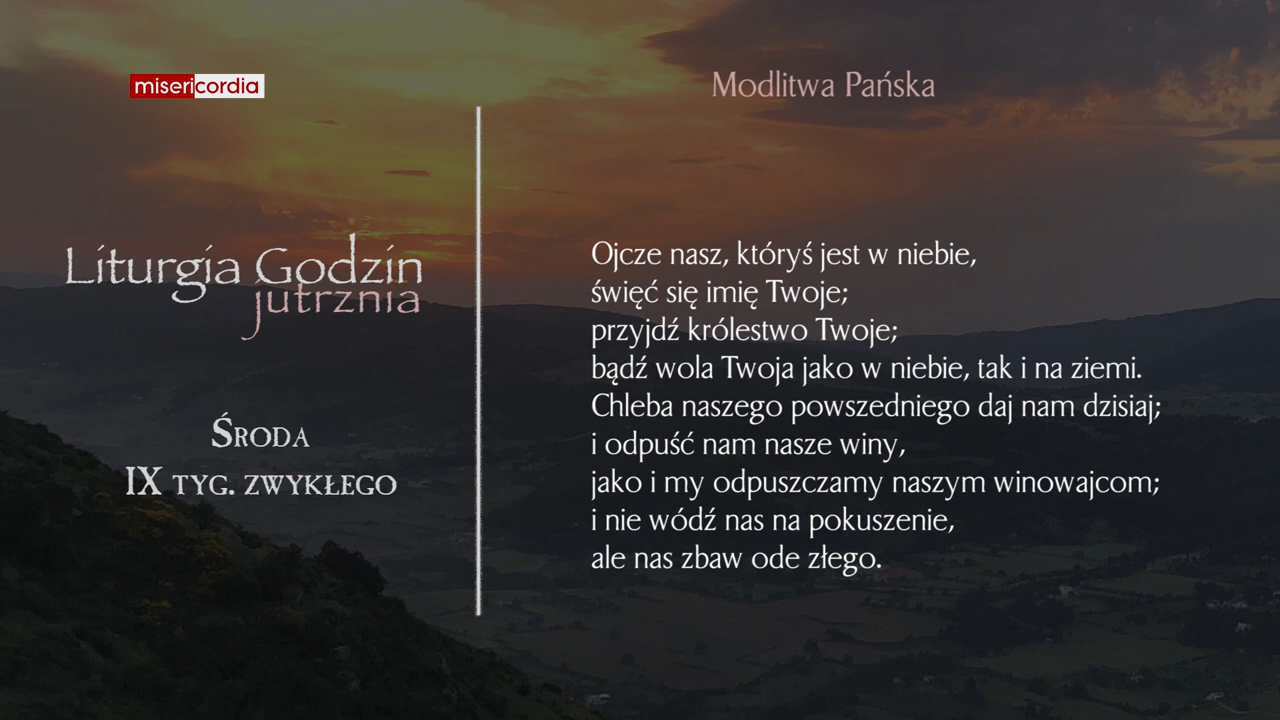 misericordia
Liturgia Godzin
jutrznia
Środa
IX tyg. zwykłego
Modlitwa Pańska
Ojcze nasz, któryś jest w niebie,
święć się imię Twoje;
przyjdź królestwo Twoje;
bądź wola Twoja jako w niebie, tak i na ziemi.
Chleba naszego powszedniego daj nam dzisiaj;
i odpuść nam nasze winy,
jako i my odpuszczamy naszym winowajcom;
i nie wódź nas na pokuszenie,
ale nas zbaw ode złego.